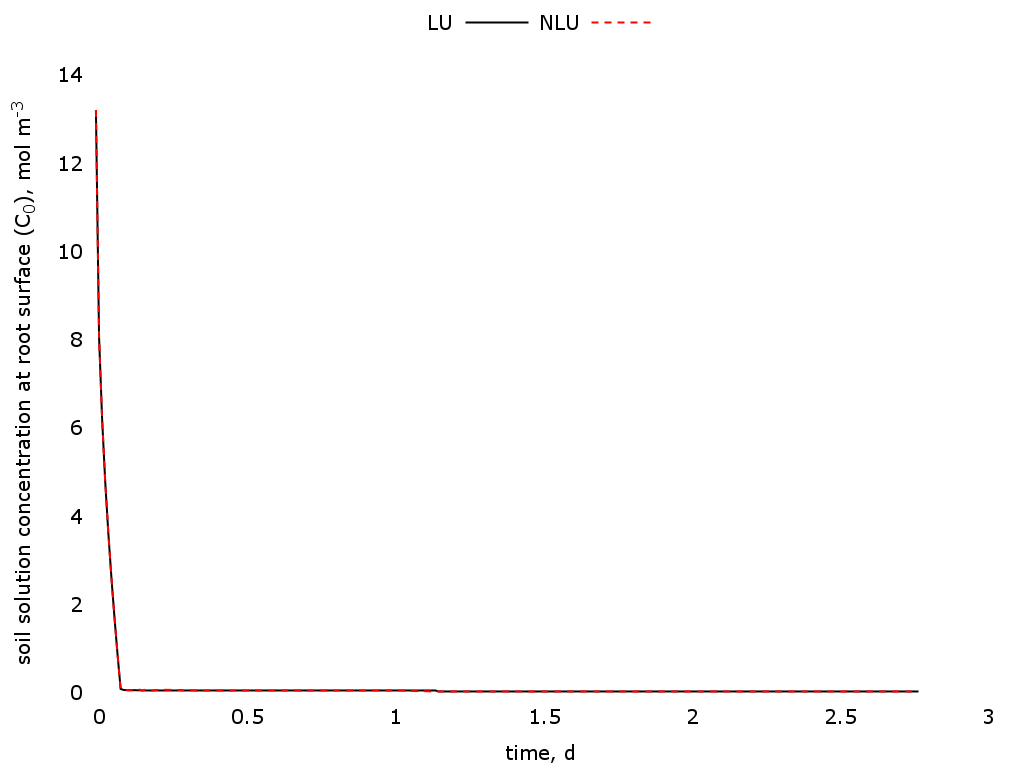 LU NLU
14
12
10
8
6
4
2
0
soil solution concentration at root surface (C₀), mol m⁻³
0 0.5 1 1.5 2 2.5 3
time, d